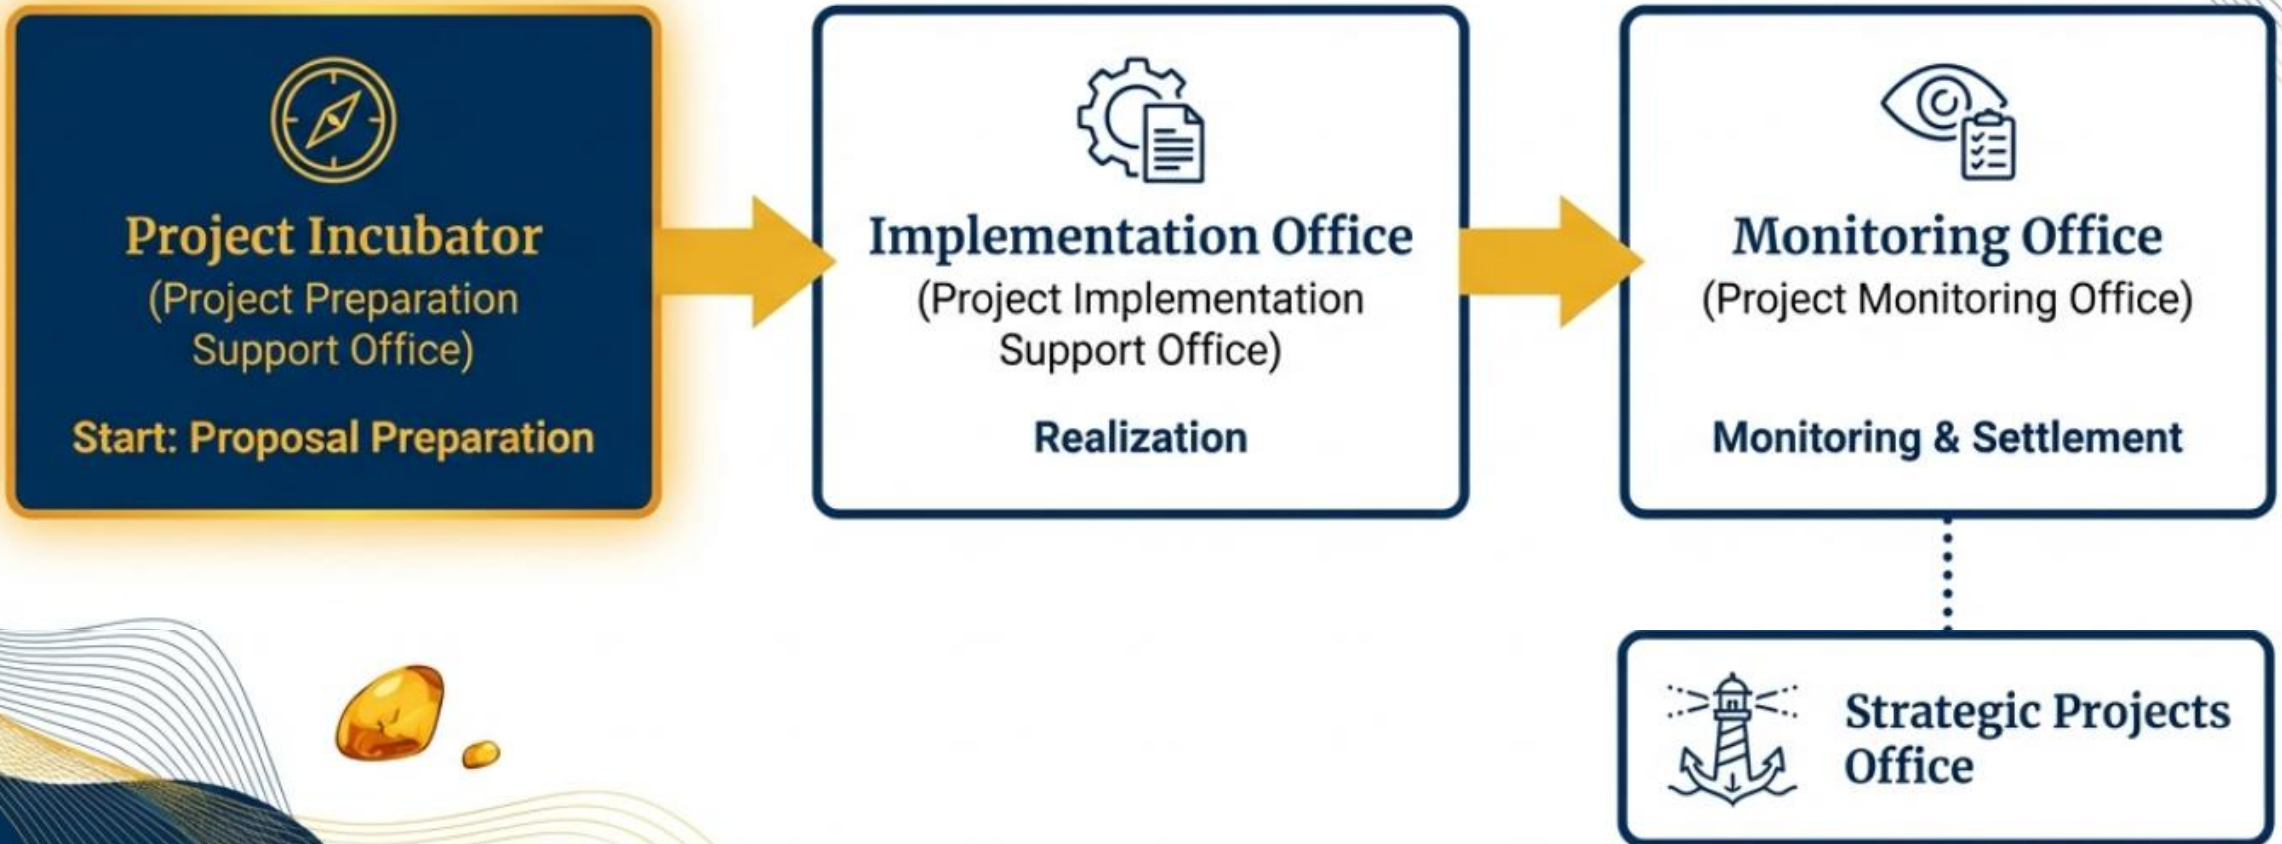 Project Incubator
(Project Preparation
Support Office)
Start: Proposal Preparation
Implementation Office
(Project Implementation
Support Office)
Realization
Monitoring Office
(Project Monitoring Office)
Monitoring & Settlement
Strategic Projects
Office